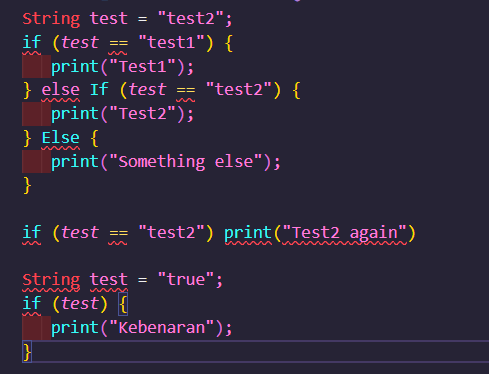 String test = "test2";
if (test == "test1") {
print("Test1");
} else If (test == "test2") {
print("Test2");
} Else {
print("Something else");
}
if (test == "test2") print("Test2 again")
String test = "true";
if (test) {
print("Kebenaran");
}